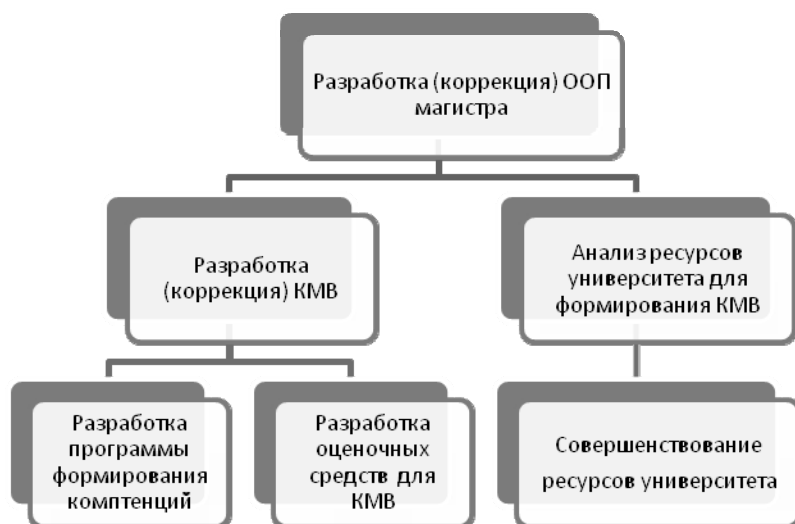 Разработка (коррекция) ООП
магистра
Разработка
(коррекция) КМВ
Анализ ресурсов
университета для
формирования КМВ
Разработка
программы
формирования
комптенций
Разработка
оценочных
средств для
КМВ
Совершенствование
ресурсов университета